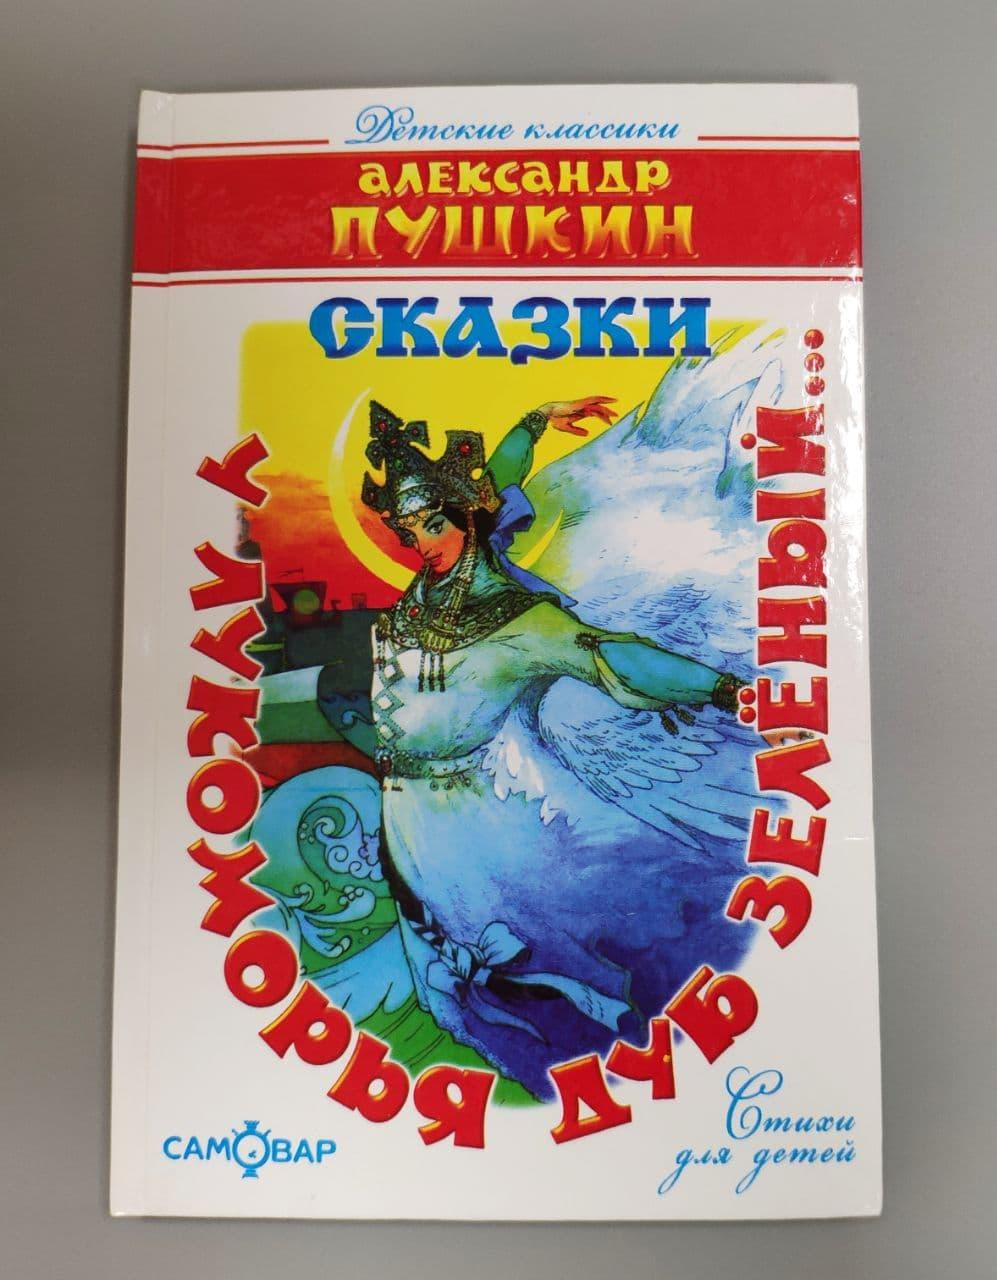 Детские классики
АЛЕКСАНДР
ПУШКИН
СКАЗКИ
У ЛУКОМОРЬЯ ДУБ ЗЕЛЁНЫЙ...
Стихи
для детей
САМОВАР